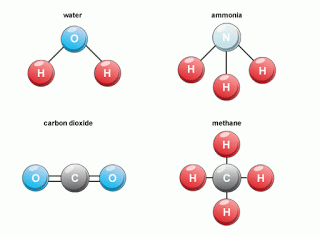 water
O
H H
ammonia
N
H H
H
carbon dioxide
O C O
methane
H
H C H
H